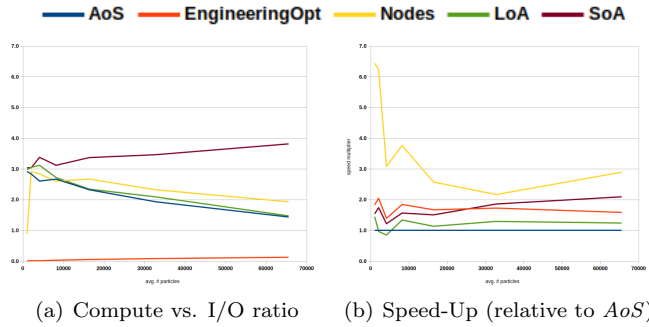 AoS EngineeringOpt Nodes LoA SoA
7.0
6.0
5.0
4.0
3.0
2.0
1.0
0.0
0 10000 20000 30000 40000 50000 60000 70000
avg. # particles
speed multiplier
7.0
6.0
5.0
4.0
3.0
2.0
1.0
0.0
0 10000 20000 30000 40000 50000 60000 70000
avg. # particles
(a) Compute vs. I/O ratio
(b) Speed-Up (relative to AoS)